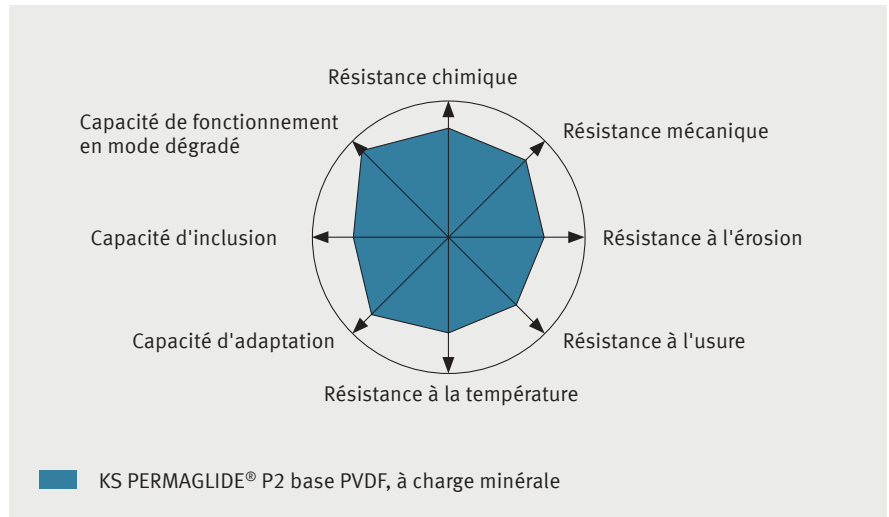 Résistance chimique
Capacité de fonctionnement
en mode dégradé
Résistance mécanique
Capacité d'inclusion
Résistance à l'érosion
Capacité d'adaptation
Résistance à l'usure
Résistance à la température
KS PERMAGLIDE® P2 base PVDF, à charge minérale